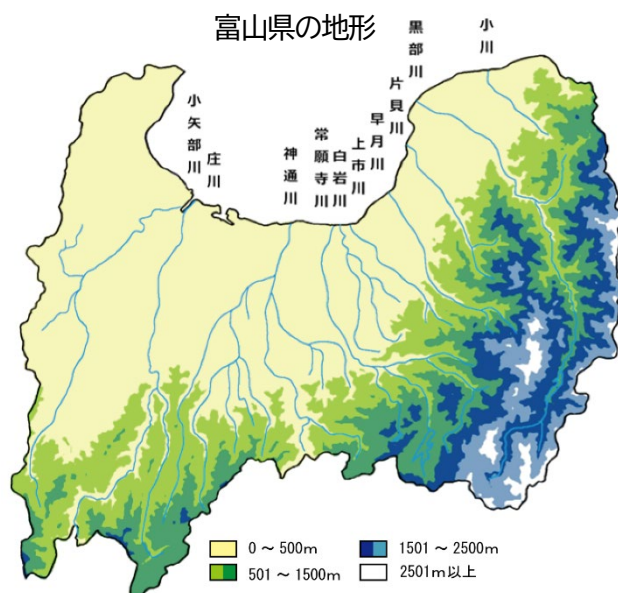 富山県の地形
小矢部川
庄川
神通川
常願寺川
白岩川
上市川
早月川
片貝川
黒部川
小川
0～500m
501～1500m
1501～2500m
2501m以上